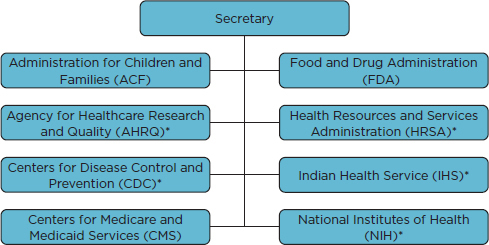 Secretary
Administration for Children and
Families (ACF)
Food and Drug Administration
(FDA)
Agency for Healthcare Research
and Quality (AHRQ)*
Health Resources and Services
Administration (HRSA)*
Centers for Disease Control and
Prevention (CDC)*
Indian Health Service (IHS)*
Centers for Medicare and
Medicaid Services (CMS)
National Institutes of Health
(NIH)*